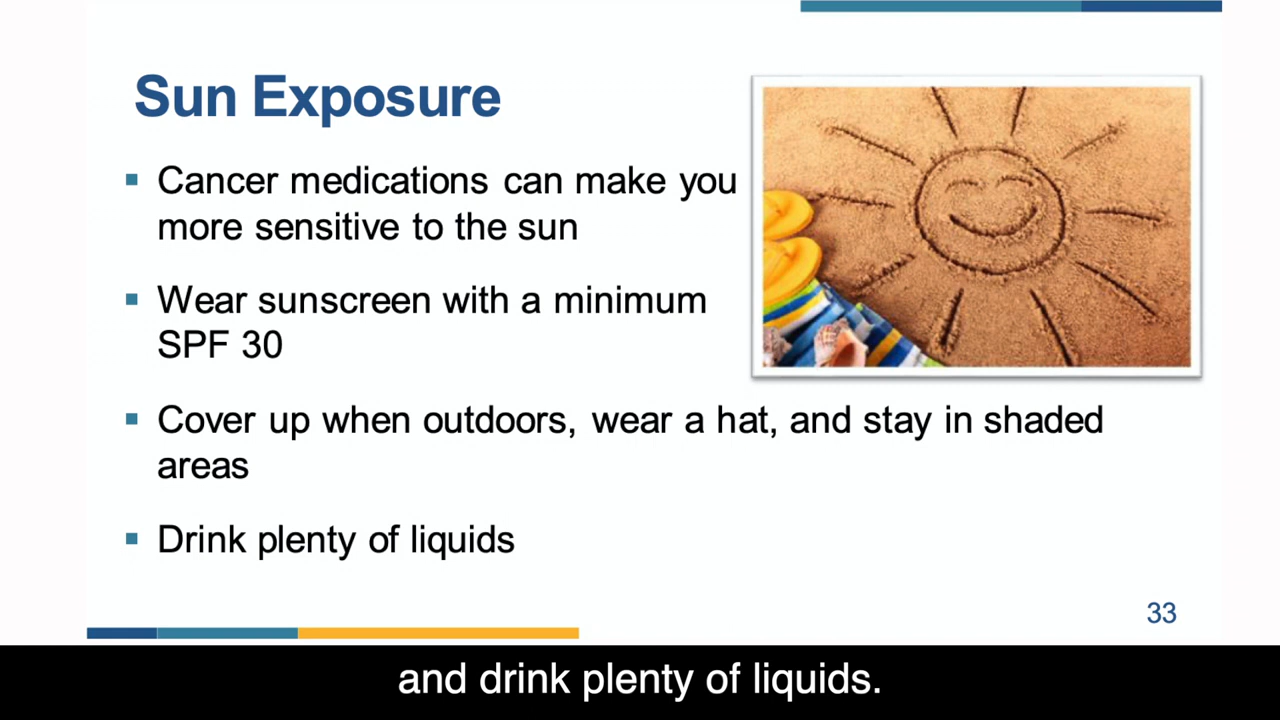 Sun Exposure
Cancer medications can make you
more sensitive to the sun
Wear sunscreen with a minimum
SPF 30
Cover up when outdoors, wear a hat, and stay in shaded
areas
Drink plenty of liquids
33
and drink plenty of liquids.